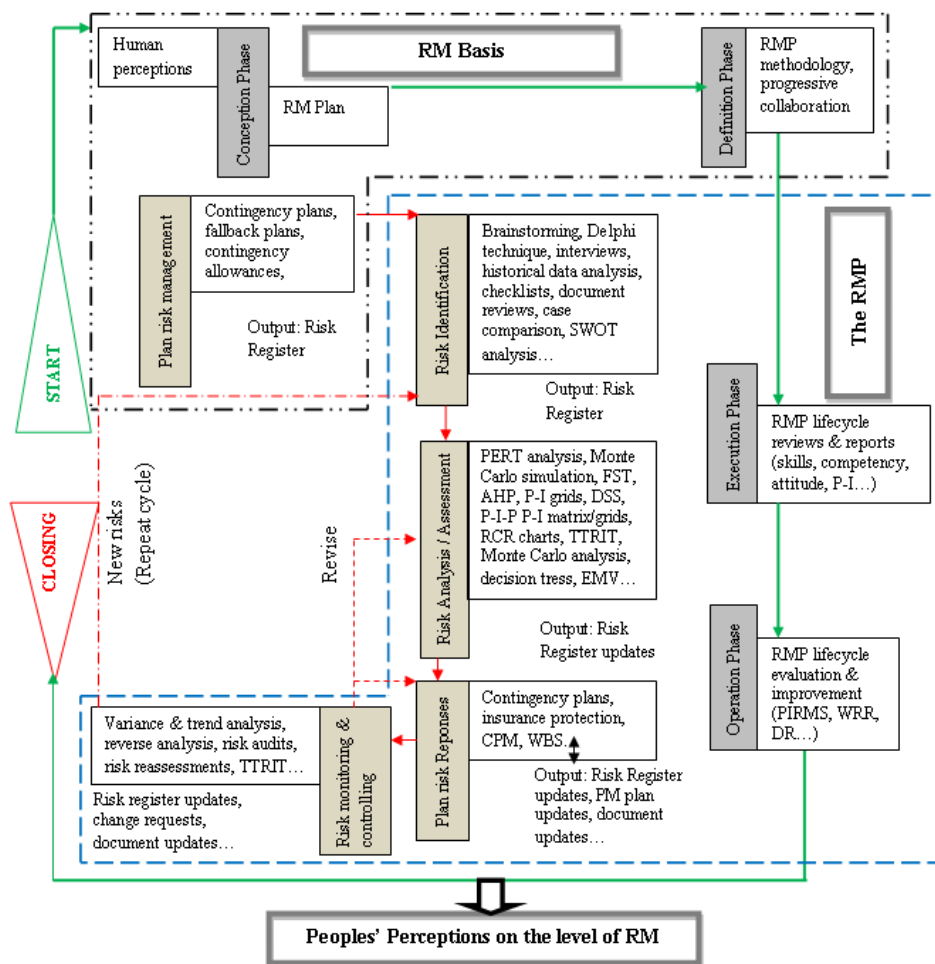 RM Basis
Human
perceptions
Conception Phase
RM Plan
Definition Phase
RMP
methodology,
progressive
collaboration
START
Plan risk management
Contingency plans,
fallback plans,
contingency
allowances,
Output: Risk
Register
Risk Identification
Brainstorming, Delphi
technique, interviews,
historical data analysis,
checklists, document
reviews, case
comparison, SWOT
analysis…
Output: Risk
Register
The RMP
Execution Phase
RMP lifecycle
reviews & reports
(skills, competency,
attitude, P-I…)
CLOSING
New risks
(Repeat cycle)
Revise
Risk Analysis / Assessment
PERT analysis, Monte
Carlo simulation, FST,
AHP, P-I grids, DSS,
P-I-P P-I matrix/grids,
RCR charts, TTRIT,
Monte Carlo analysis,
decision tress, EMV…
Output: Risk
Register updates
Operation Phase
RMP lifecycle
evaluation &
improvement
(PIRMS, WRR,
DR…)
Plan risk Reponses
Contingency plans,
insurance protection,
CPM, WBS…
Output: Risk Register
updates, PM plan
updates, document
updates…
Risk monitoring &
controlling
Variance & trend analysis,
reverse analysis, risk audits,
risk reassessments, TTRIT…
Risk register updates,
change requests,
document updates…
Peoples’ Perceptions on the level of RM